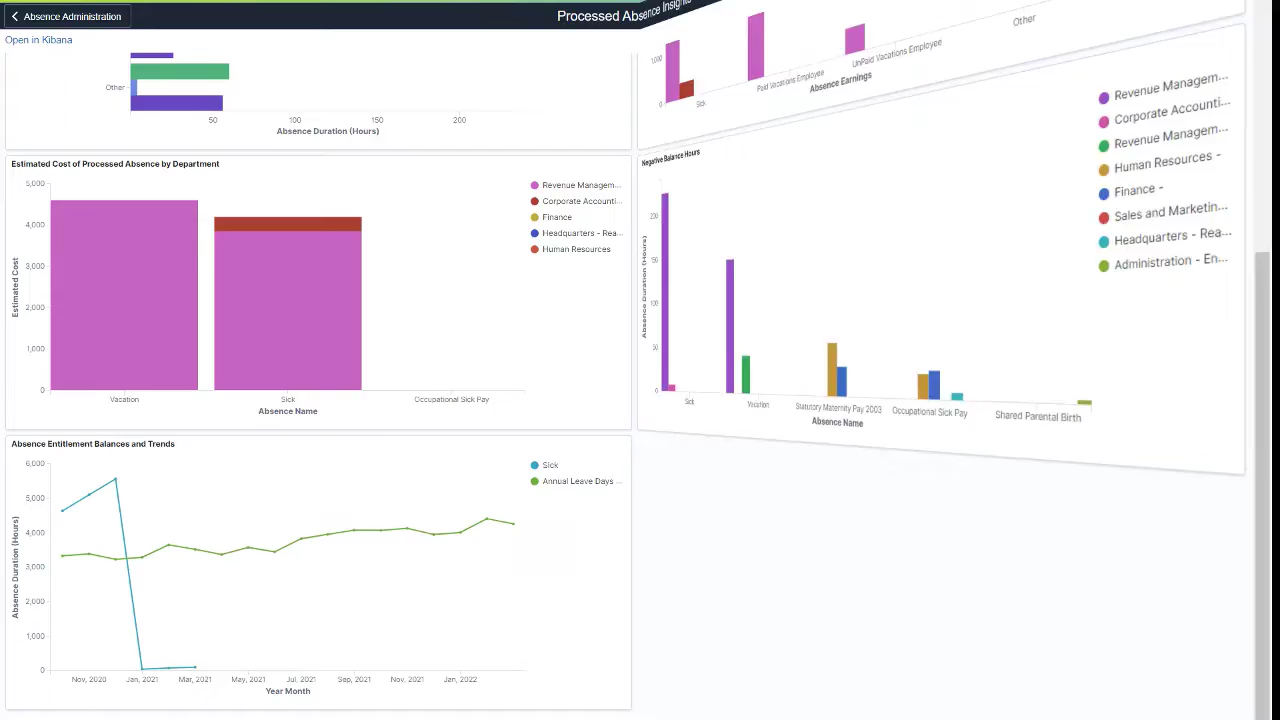 Absence Administration
Processed Absence Insights
Open in Kibana
Other
50
100
150
200
Absence Duration (Hours)
1000
0
Sick
Paid Vacations Employee
UnPaid Vacations Employee
Other
Absence Earnings
Estimated Cost of Processed Absence by Department
5,000
4,000
3,000
2,000
1,000
0
Estimated Cost
Vacation
Sick
Occupational Sick Pay
Absence Name
Revenue Managem...
Corporate Accounti...
Finance
Headquarters - Rea...
Human Resources
Negative Balance Hours
200
100
50
0
Absence Duration (Hours)
Sick
Vacation
Statutory Maternity Pay 2003
Occupational Sick Pay
Shared Parental Birth
Absence Name
Revenue Managem...
Corporate Accounti...
Revenue Managem...
Human Resources -
Finance -
Sales and Marketin...
Headquarters - Rea...
Administration - En...
Absence Entitlement Balances and Trends
6,000
5,000
4,000
3,000
2,000
1,000
0
Absence Duration (Hours)
Nov, 2020
Jan, 2021
Mar, 2021
May, 2021
Jul, 2021
Sep, 2021
Nov, 2021
Jan, 2022
Year Month
Sick
Annual Leave Days ...